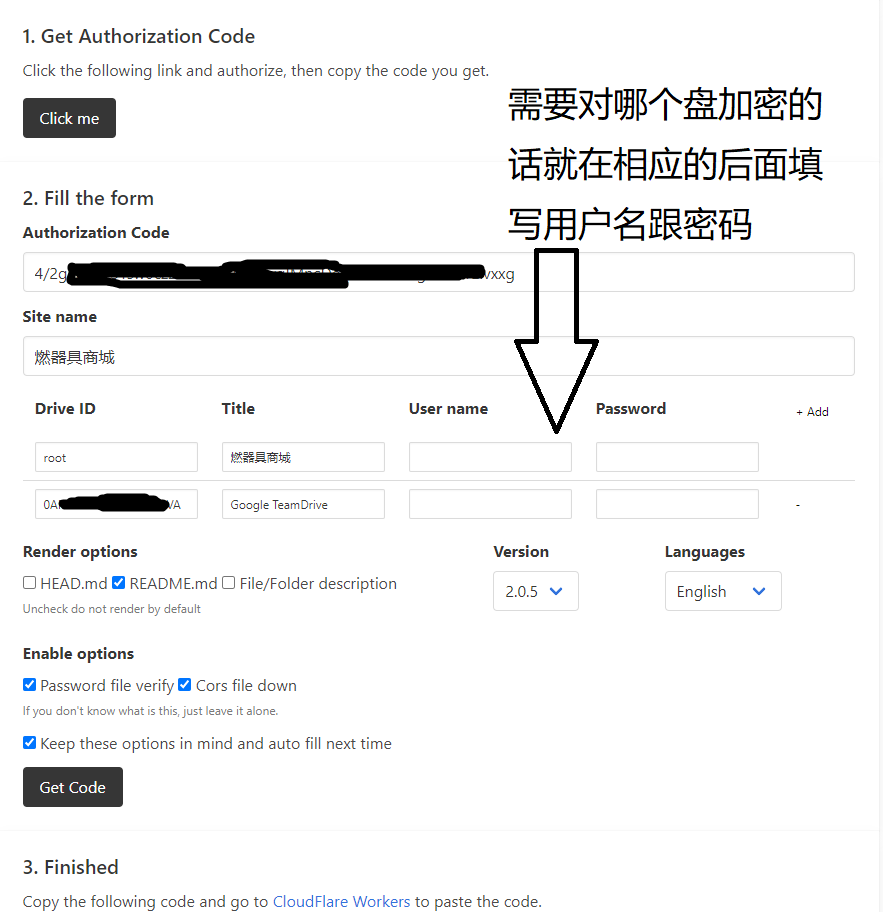 1. Get Authorization Code
Click the following link and authorize, then copy the code you get.
Click me
需要对哪个盘加密的
话就在相应的后面填
写用户名跟密码
2. Fill the form
Authorization Code
4/2g vxxg
Site name
燃器具商城
Drive ID Title User name Password + Add
root 燃器具商城
0A VA Google TeamDrive -
Render options Version Languages
HEAD.md README.md File/Folder description 2.0.5 English
Uncheck do not render by default
Enable options
Password file verify Cors file down
If you don't know what is this, just leave it alone.
Keep these options in mind and auto fill next time
Get Code
3. Finished
Copy the following code and go to CloudFlare Workers to paste the code.